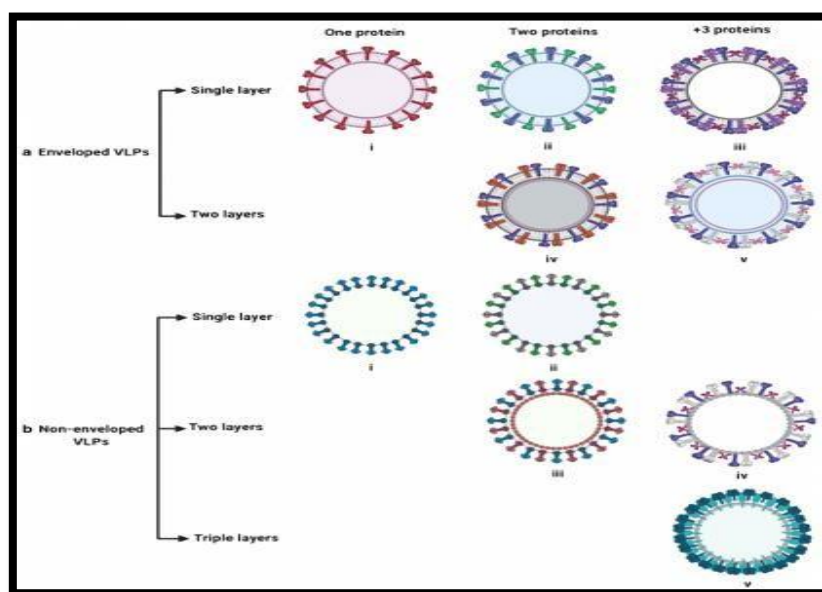 One protein Two proteins +3 proteins
Single layer
i ii iii
a Enveloped VLPs
Two layers
iv v
Single layer
i ii
b Non-enveloped
VLPs
Two layers
iii iv
Triple layers
v